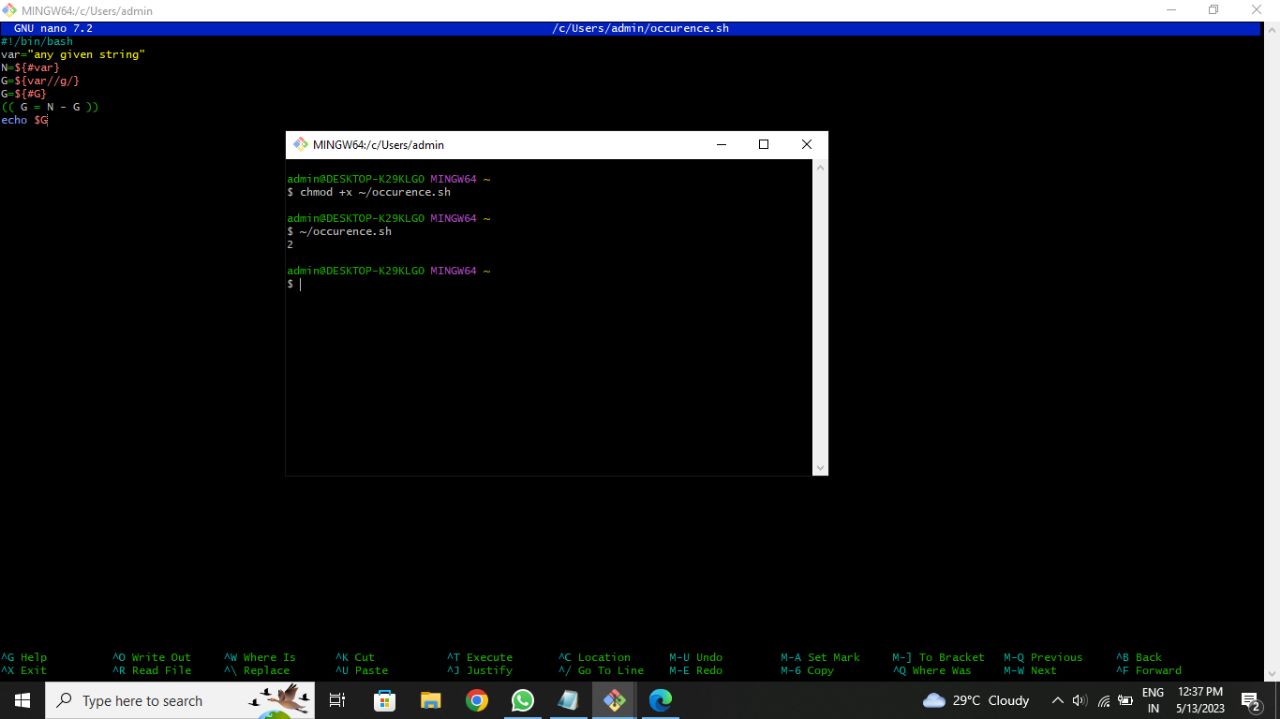 MINGW64:/c/Users/admin
GNU nano 7.2 /c/Users/admin/occurence.sh
#!/bin/bash
var="any given string"
N=${#var}
G=${var//g/}
G=${#G}
(( G = N - G ))
echo $G
MINGW64:/c/Users/admin
admin@DESKTOP-K29KLGO MINGW64 ~
$ chmod +x ~/occurence.sh
admin@DESKTOP-K29KLGO MINGW64 ~
$ ~/occurence.sh
2
admin@DESKTOP-K29KLGO MINGW64 ~
$
^G Help ^O Write Out ^W Where Is ^K Cut ^T Execute ^C Location M-U Undo M-A Set Mark M-] To Bracket M-Q Previous ^B Back
^X Exit ^R Read File ^\ Replace ^U Paste ^J Justify ^/ Go To Line M-E Redo M-6 Copy ^Q Where Was M-W Next ^F Forward
Type here to search
29°C Cloudy
ENG
IN
12:37 PM
5/13/2023
2